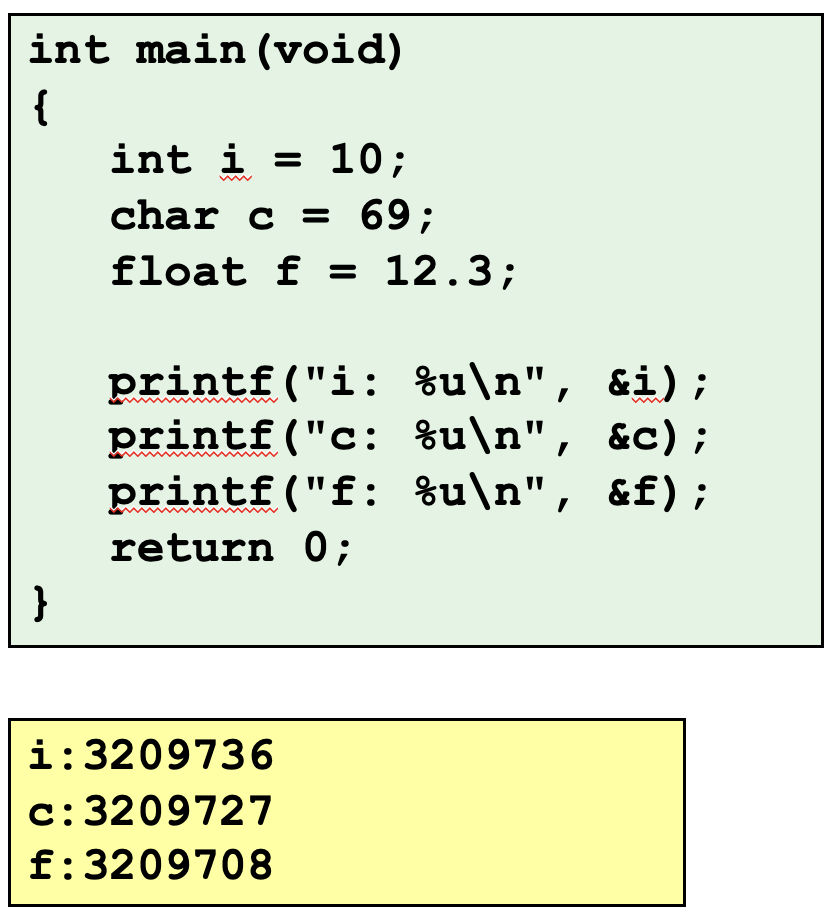 int main(void)
{
int i = 10;
char c = 69;
float f = 12.3;
printf("i: %u\n", &i);
printf("c: %u\n", &c);
printf("f: %u\n", &f);
return 0;
}
i:3209736
c:3209727
f:3209708